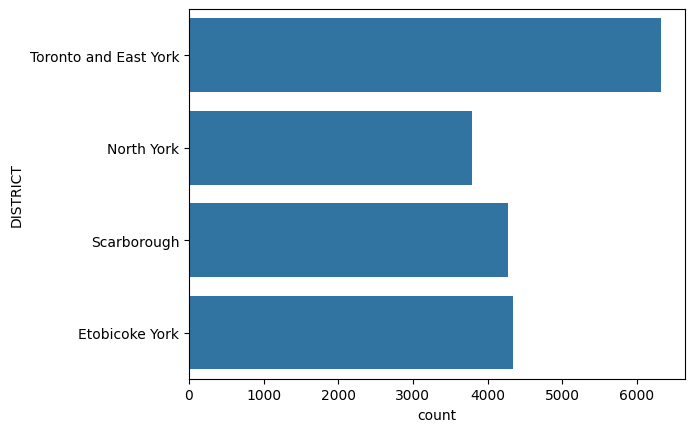 Toronto and East York
North York
Scarborough
Etobicoke York
DISTRICT
0 1000 2000 3000 4000 5000 6000
count